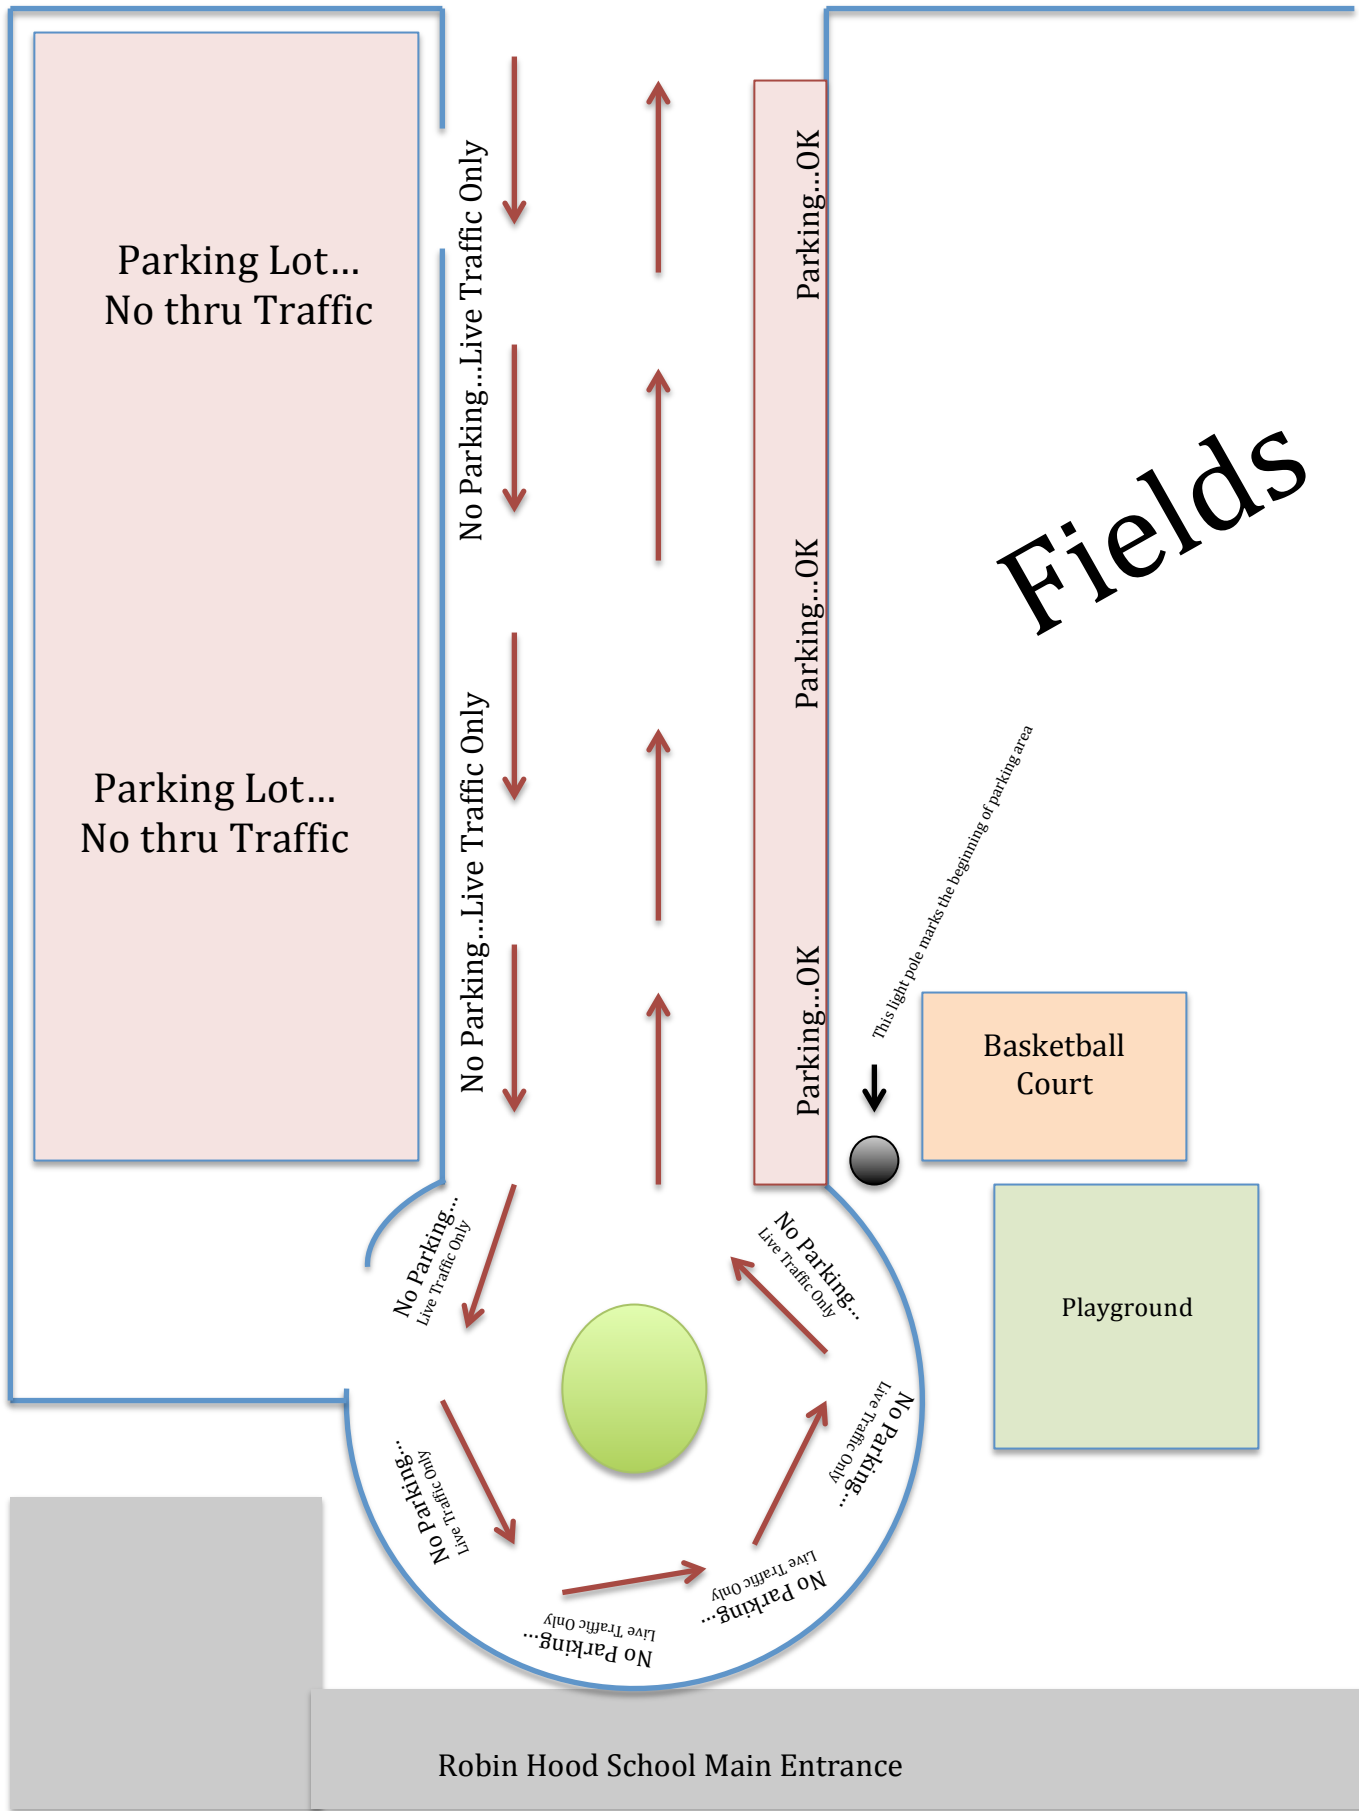 Parking Lot...
No thru Traffic
No Parking...Live Traffic Only
Parking...OK
Fields
Parking...OK
Parking Lot...
No thru Traffic
No Parking...Live Traffic Only
This light pole marks the beginning of parking area
Parking...OK
Basketball
Court
No Parking...
Live Traffic Only
No Parking...
Live Traffic Only
Playground
No Parking...
Live Traffic Only
No Parking...
Live Traffic Only
No Parking...
Live Traffic Only
No Parking...
Live Traffic Only
Robin Hood School Main Entrance